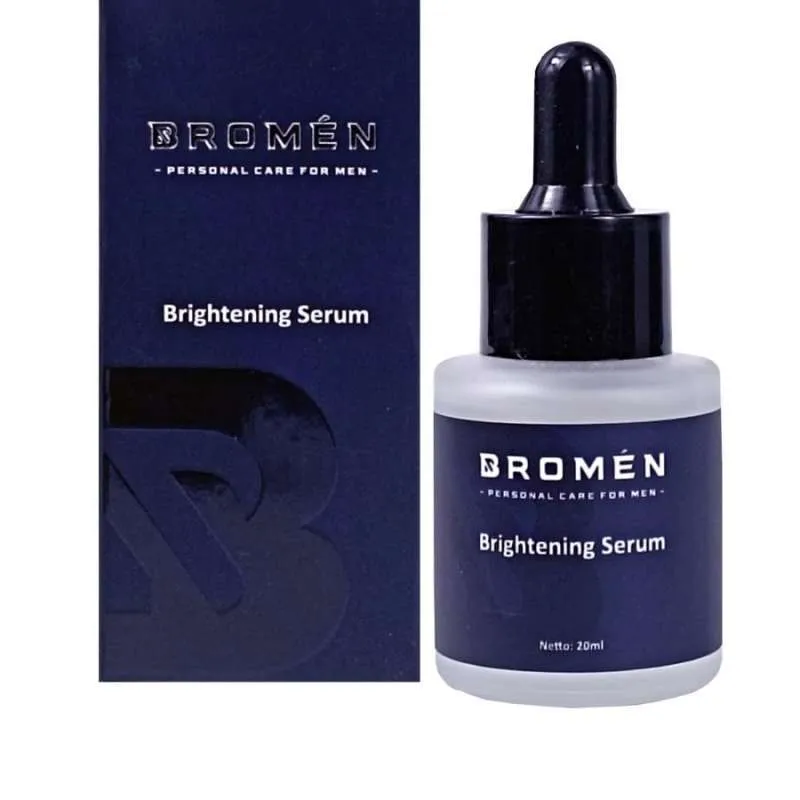 BROMÉN
- PERSONAL CARE FOR MEN -
Brightening Serum
BROMÉN
- PERSONAL CARE FOR MEN -
Brightening Serum
Netto: 20ml